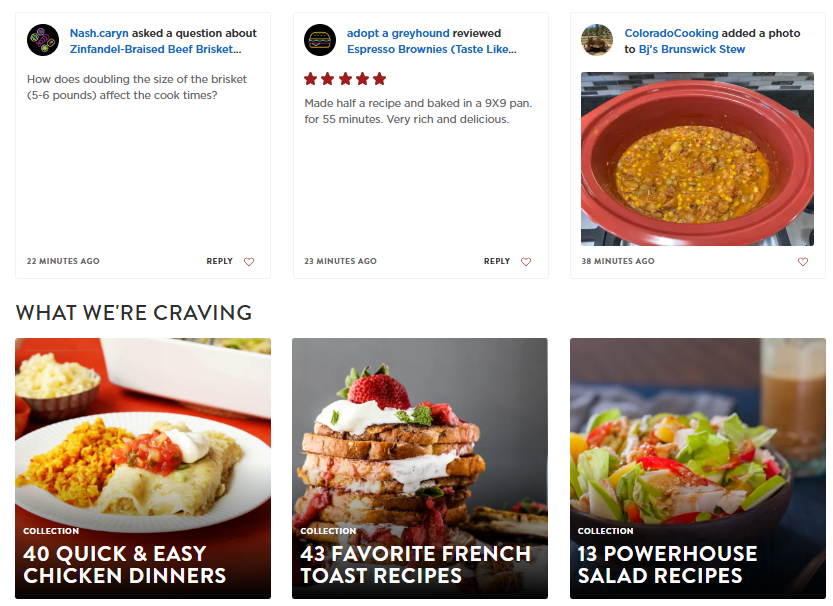 Nash.caryn asked a question about
Zinfandel-Braised Beef Brisket...
How does doubling the size of the brisket
(5-6 pounds) affect the cook times?
22 MINUTES AGO
REPLY
adopt a greyhound reviewed
Espresso Brownies (Taste Like...
Made half a recipe and baked in a 9X9 pan.
for 55 minutes. Very rich and delicious.
23 MINUTES AGO
REPLY
ColoradoCooking added a photo
to Bj's Brunswick Stew
38 MINUTES AGO
WHAT WE'RE CRAVING
COLLECTION
40 QUICK & EASY
CHICKEN DINNERS
COLLECTION
43 FAVORITE FRENCH
TOAST RECIPES
COLLECTION
13 POWERHOUSE
SALAD RECIPES